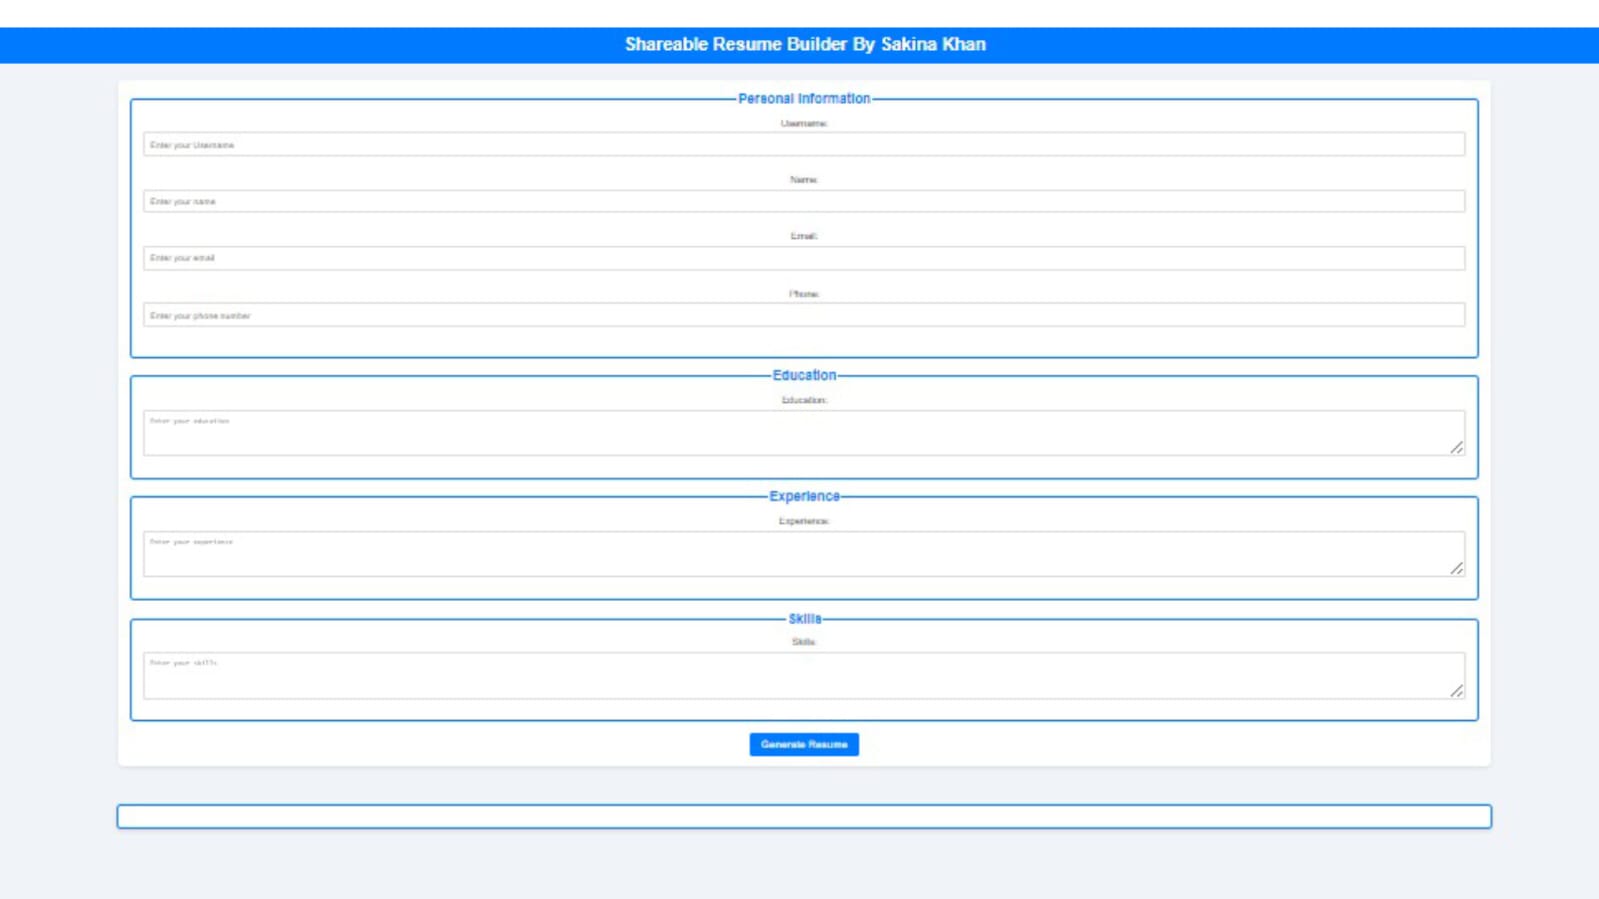 Shareable Resume Builder By Sakina Khan
Personal Information
Username:
Enter your Username
Name:
Enter your name
Email:
Enter your email
Phone:
Enter your phone number
Education
Education:
Enter your education
Experience
Experience:
Enter your experience
Skills
Skills:
Enter your skills
Generate Resume